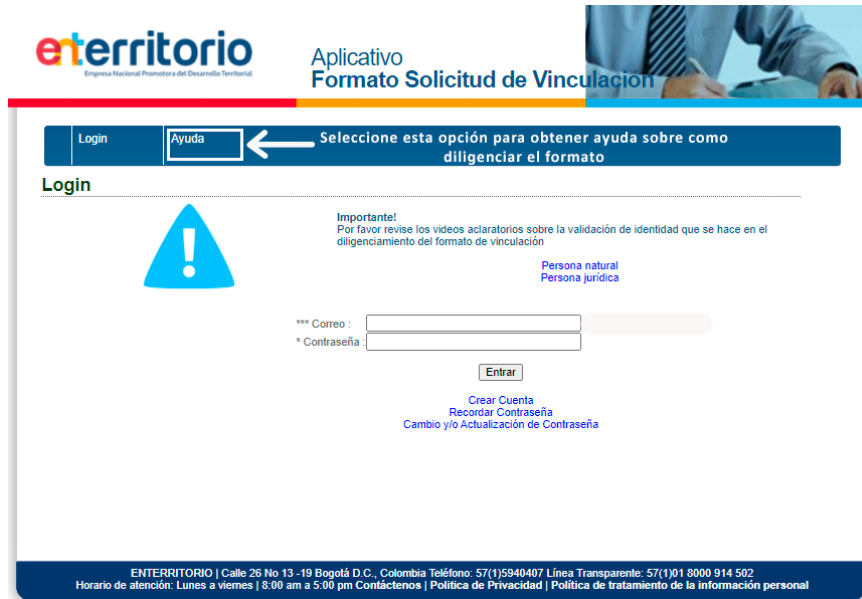 enterritorio
Empresa Nacional Promotora del Desarrollo Territorial
Aplicativo
Formato Solicitud de Vinculación
Login
Ayuda
Seleccione esta opción para obtener ayuda sobre como
diligenciar el formato
Login
Importante!
Por favor revise los videos aclaratorios sobre la validación de identidad que se hace en el
diligenciamiento del formato de vinculación
Persona natural
Persona jurídica
*** Correo :
* Contraseña :
Entrar
Crear Cuenta
Recordar Contraseña
Cambio y/o Actualización de Contraseña
ENTERRITORIO | Calle 26 No 13 -19 Bogotá D.C., Colombia Teléfono: 57(1)5940407 Línea Transparente: 57(1)01 8000 914 502
Horario de atención: Lunes a viernes | 8:00 am a 5:00 pm Contáctenos | Politica de Privacidad | Política de tratamiento de la información personal